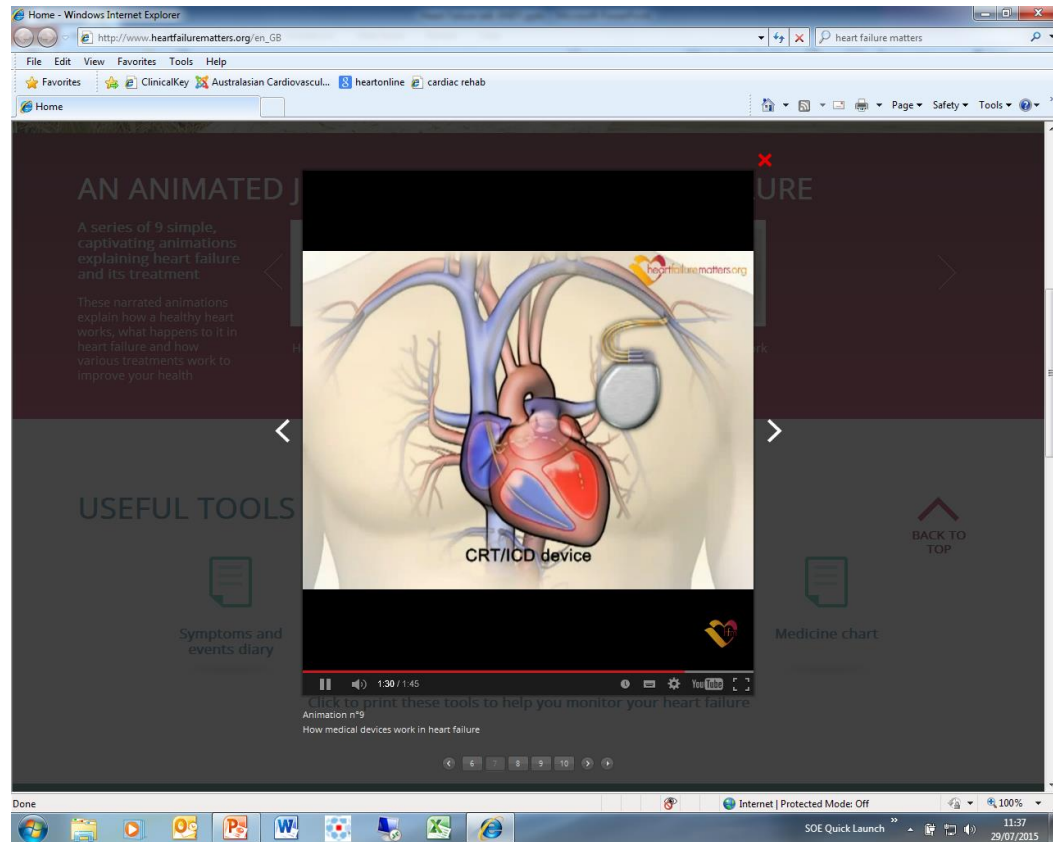 Home - Windows Internet Explorer
http://www.heartfailurematters.org/en_GB
heart failure matters
File Edit View Favorites Tools Help
Favorites ClinicalKey Australasian Cardiovascul... heartonline cardiac rehab
Home
Page Safety Tools
AN ANIMATED J
URE
A series of 9 simple,
captivating animations
explaining heart failure
and its treatment
These narrated animations
explain how a healthy heart
works, what happens to it in
heart failure and how
various treatments work to
improve your health
H
rk
heartfailurematters.org
CRT/ICD device
USEFUL TOOLS
BACK TO
TOP
Symptoms and
events diary
Medicine chart
1:30 / 1:45
YouTube
Click to print these tools to help you monitor your heart failure
Animation n°9
How medical devices work in heart failure
6 7 8 9 10
Done
Internet | Protected Mode: Off
100%
SOE Quick Launch
11:37
29/07/2015